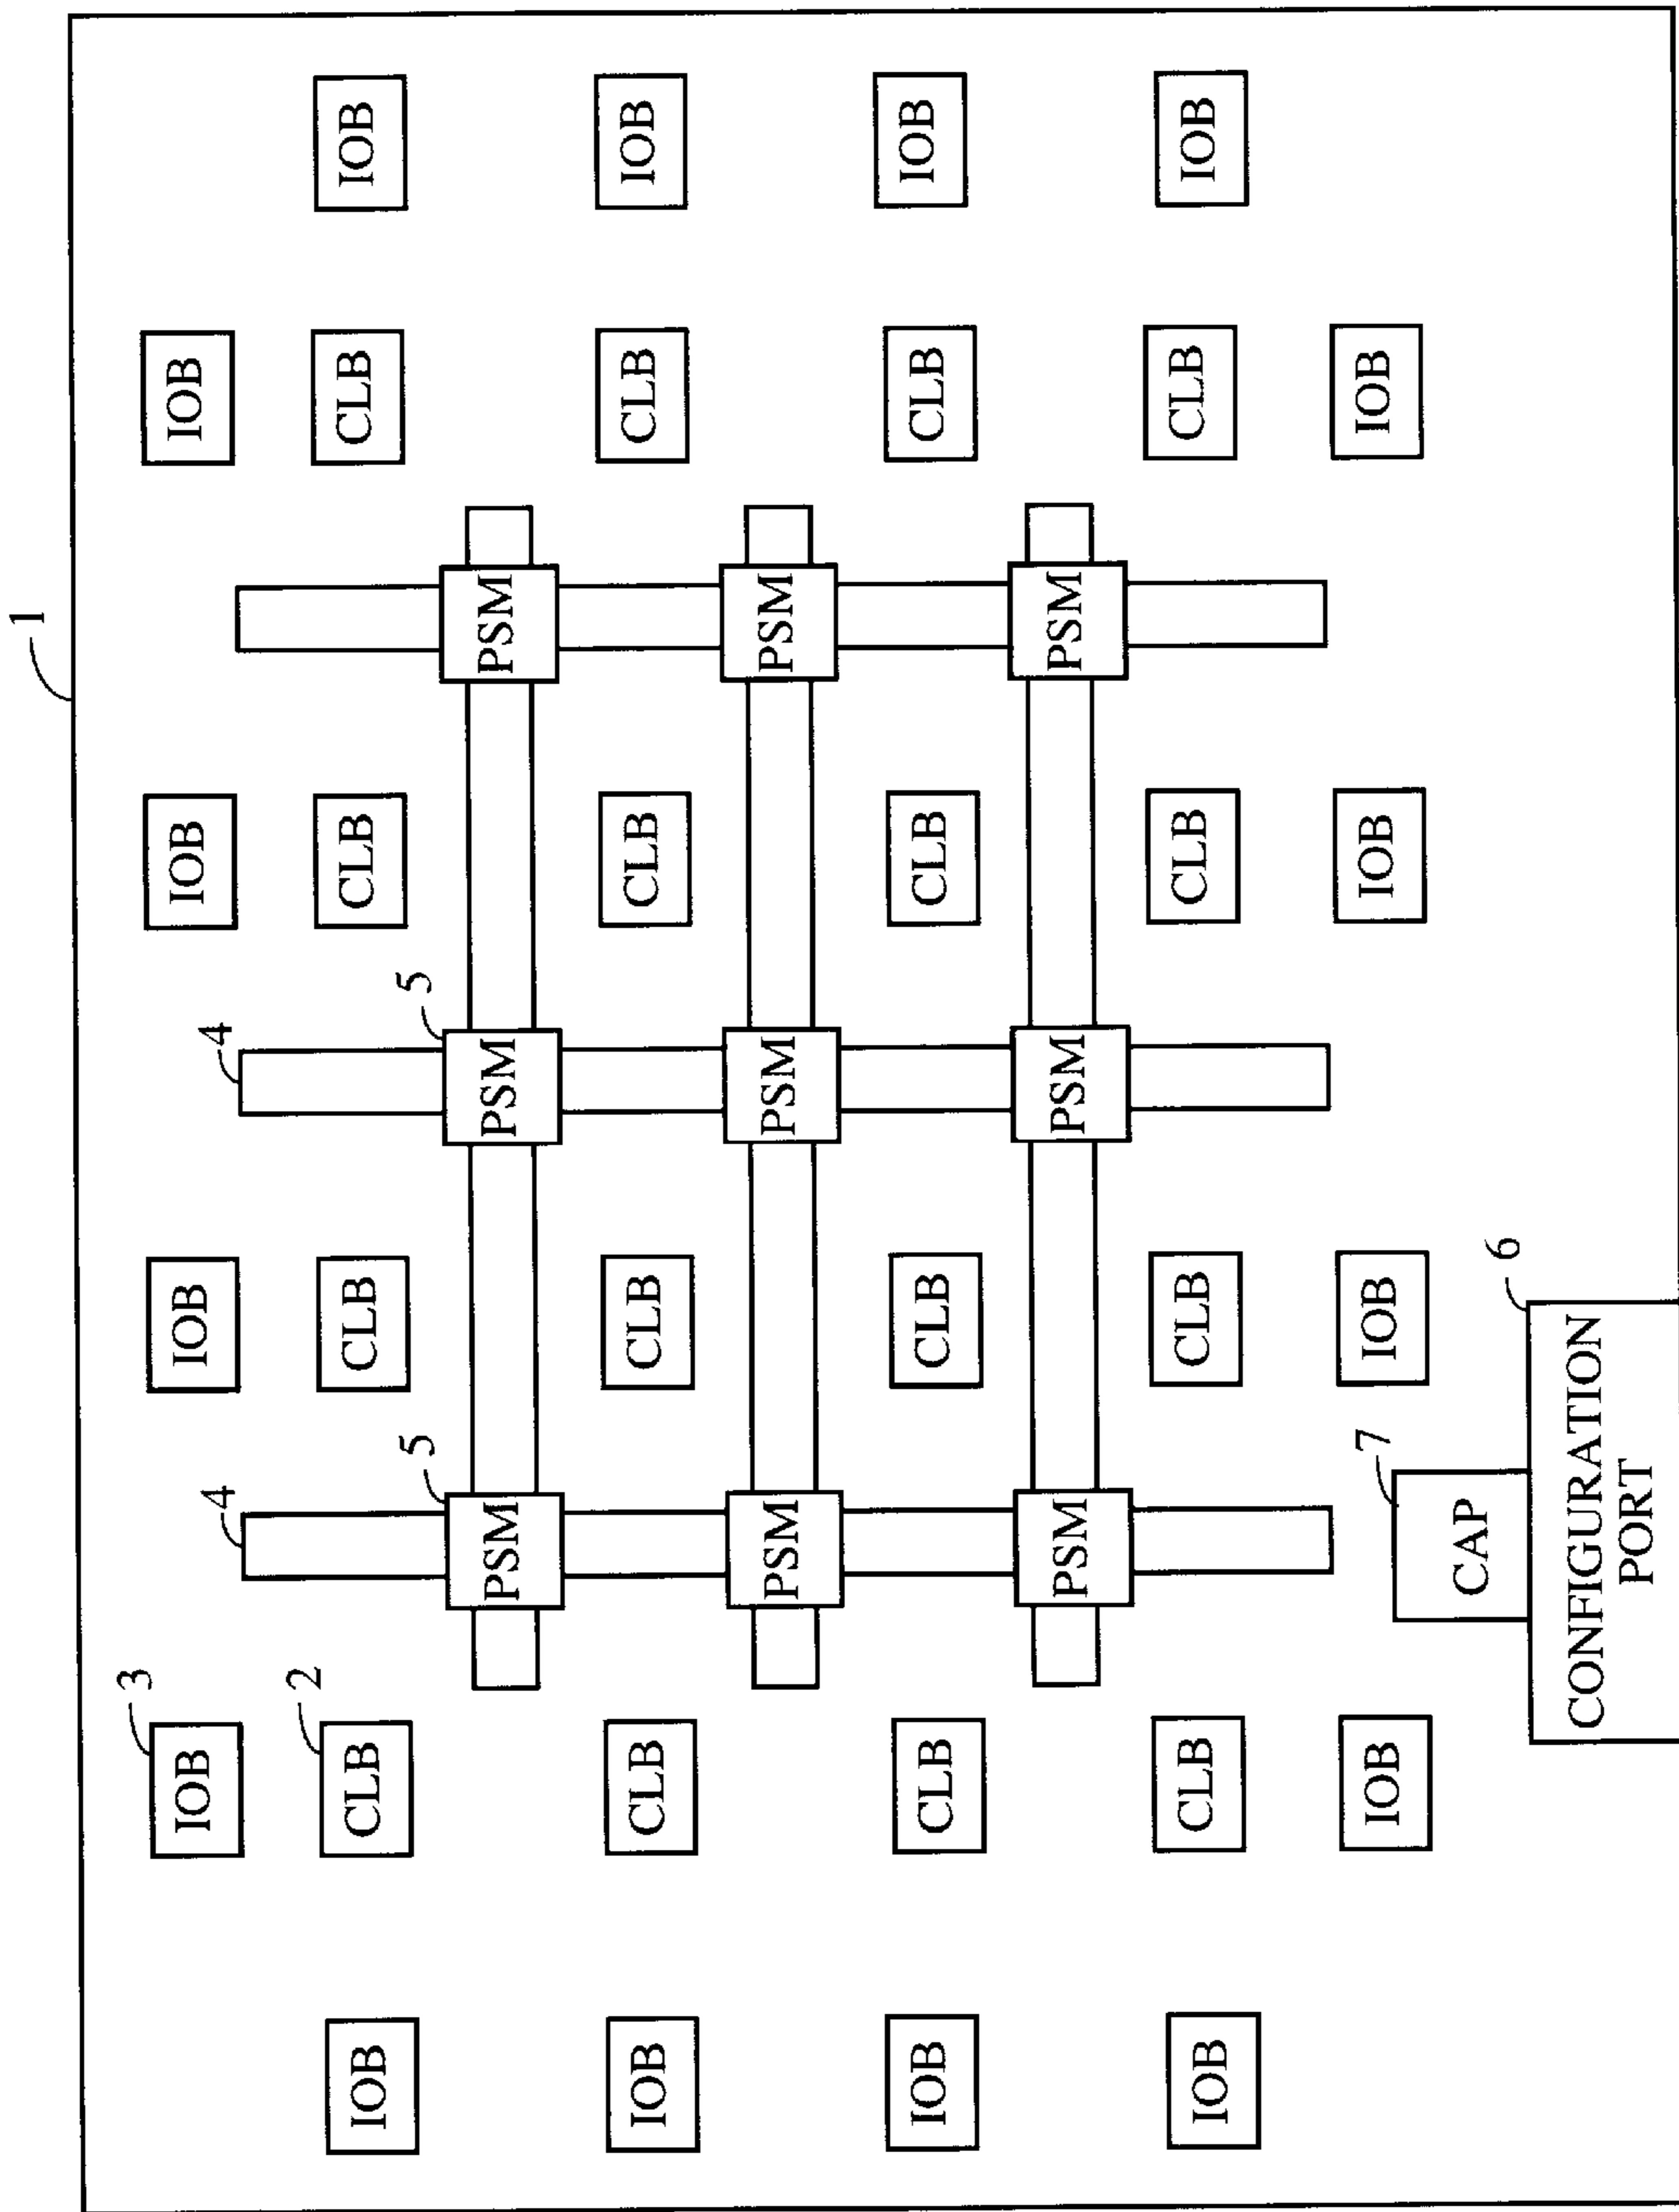 1
3
IOB IOB IOB IOB
4 4
2
IOB CLB CLB CLB CLB IOB
5 5
PSM PSM PSM
IOB CLB CLB CLB CLB IOB
PSM PSM PSM
IOB CLB CLB CLB CLB IOB
PSM PSM PSM
IOB CLB CLB CLB CLB IOB
IOB IOB IOB IOB
7
CAP
6
CONFIGURATION
PORT